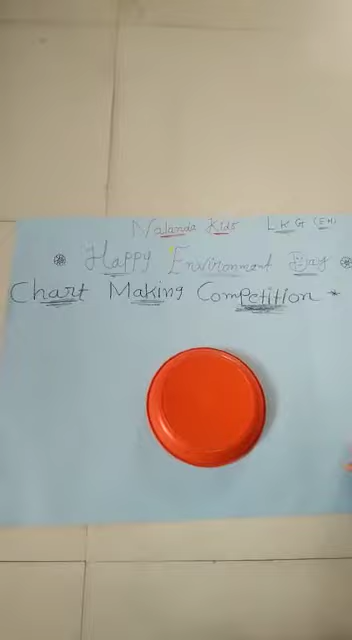 Nalanda Kids LKG (EM)
Happy Environment Day
Chart Making Competition